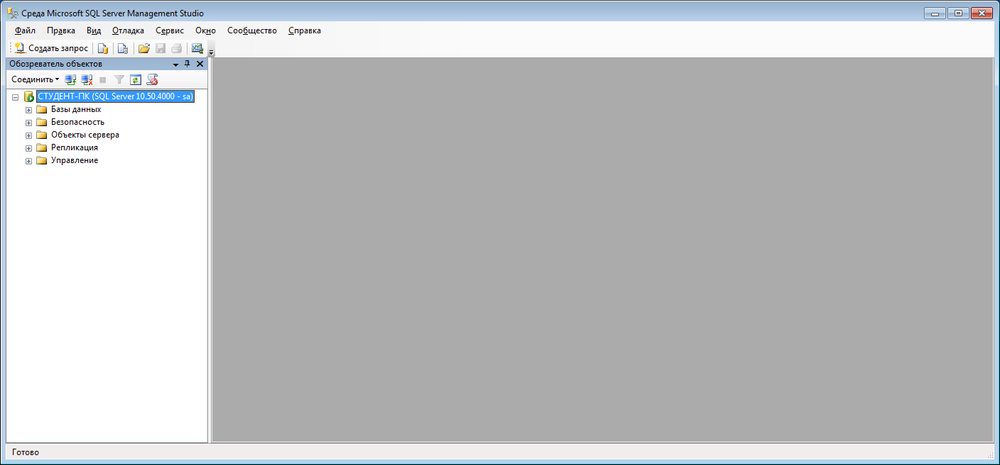 Среда Microsoft SQL Server Management Studio
Файл Правка Вид Отладка Сервис Окно Сообщество Справка
Создать запрос
Обозреватель объектов
Соединить
СТУДЕНТ-ПК (SQL Server 10.50.4000 - sa)
Базы данных
Безопасность
Объекты сервера
Репликация
Управление
Готово